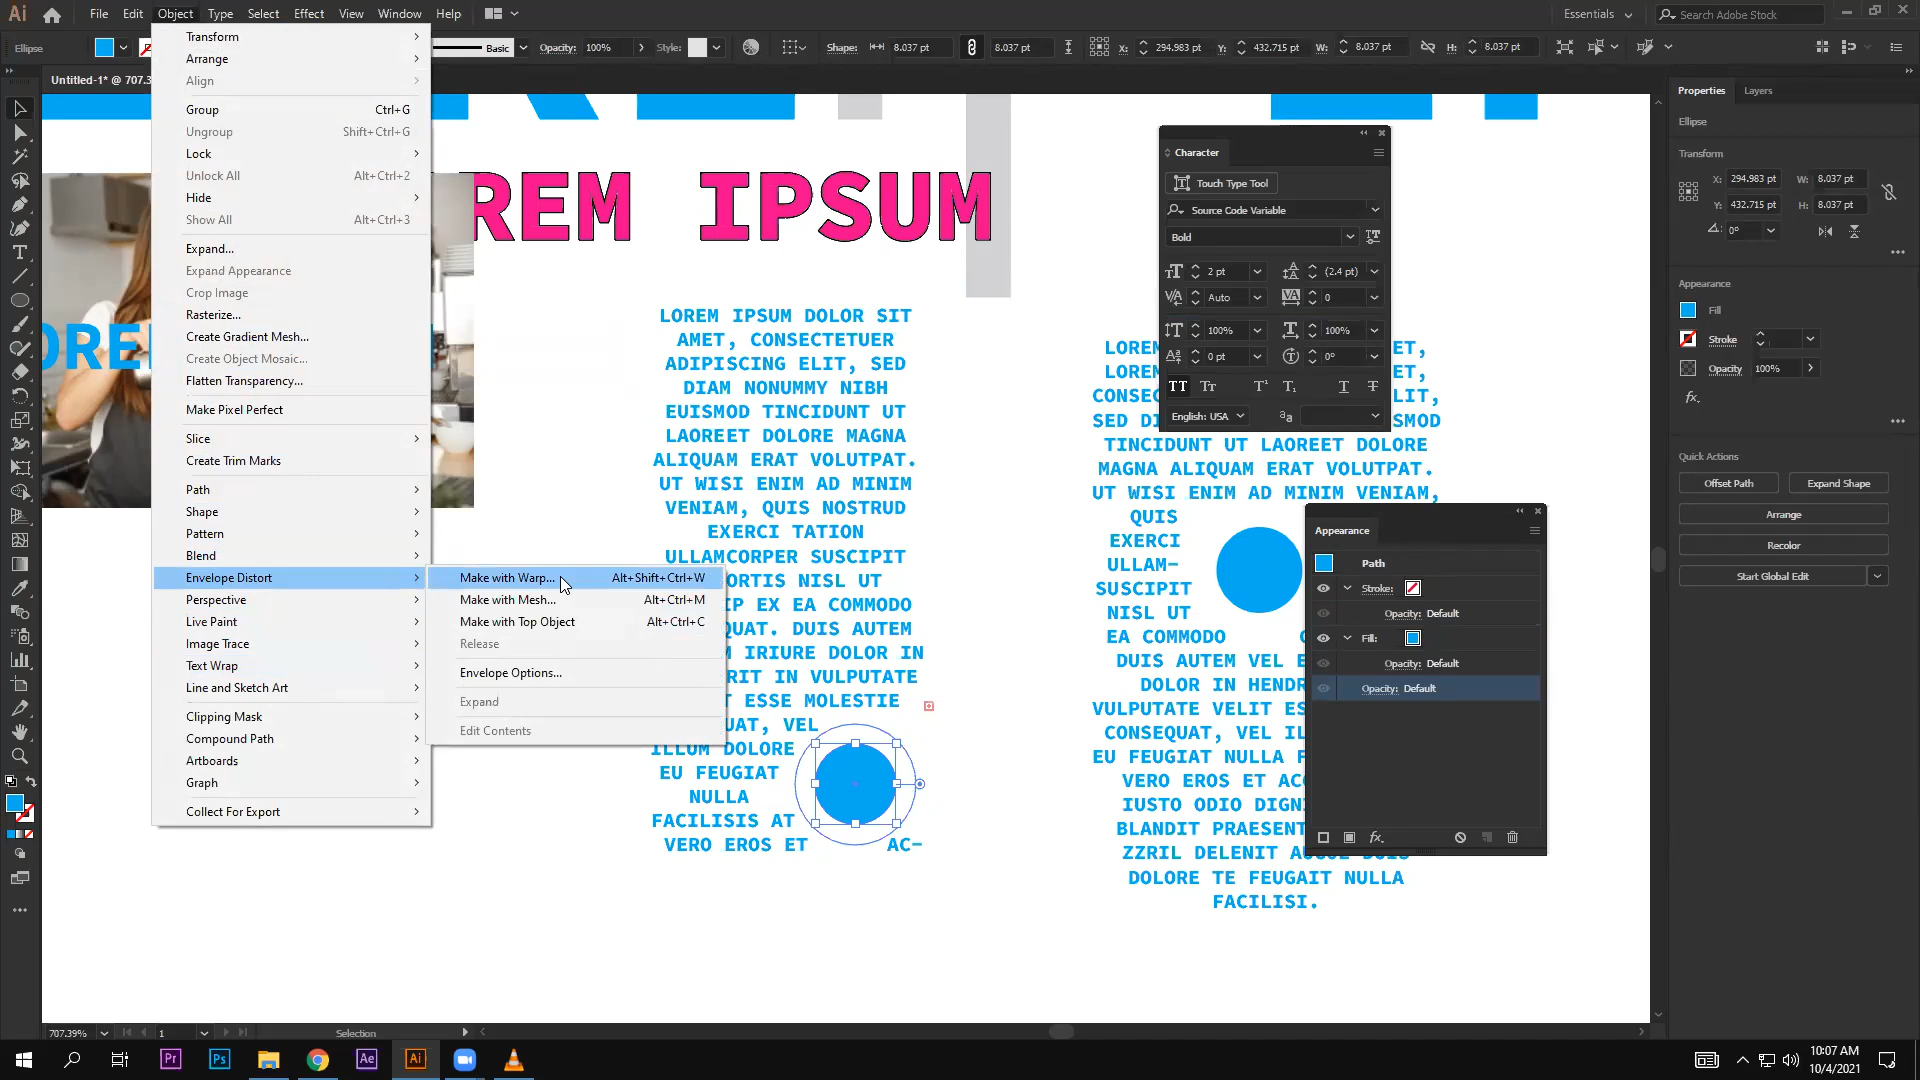 Ai File Edit Object Type Select Effect View Window Help Essentials Search Adobe Stock
Ellipse Basic Opacity: 100% Style: Shape: 8.037 pt 8.037 pt X: 294.983 pt Y: 432.715 pt W: 8.037 pt H: 8.037 pt
Untitled-1* @ 707.3
Transform
Arrange
Align
Group Ctrl+G
Ungroup Shift+Ctrl+G
Lock
Unlock All Alt+Ctrl+2
Hide
Show All Alt+Ctrl+3
Expand...
Expand Appearance
Crop Image
Rasterize...
Create Gradient Mesh...
Create Object Mosaic...
Flatten Transparency...
Make Pixel Perfect
Slice
Create Trim Marks
Path
Shape
Pattern
Blend
Envelope Distort
Perspective
Live Paint
Image Trace
Text Wrap
Line and Sketch Art
Clipping Mask
Compound Path
Artboards
Graph
Collect For Export
Make with Warp... Alt+Shift+Ctrl+W
Make with Mesh... Alt+Ctrl+M
Make with Top Object Alt+Ctrl+C
Release
Envelope Options...
Expand
Edit Contents
OREM
REM IPSUM
LOREM IPSUM DOLOR SIT
AMET, CONSECTETUER
ADIPISCING ELIT, SED
DIAM NONUMMY NIBH
EUISMOD TINCIDUNT UT
LAOREET DOLORE MAGNA
ALIQUAM ERAT VOLUTPAT.
UT WISI ENIM AD MINIM
VENIAM, QUIS NOSTRUD
EXERCI TATION
ULLAMCORPER SUSCIPIT
ORTIS NISL UT
IP EX EA COMMODO
QUAT. DUIS AUTEM
M IRIURE DOLOR IN
RIT IN VULPUTATE
T ESSE MOLESTIE
UAT, VEL
ILLUM DOLORE
EU FEUGIAT
NULLA
FACILISIS AT
VERO EROS ET AC-
LOREM ET,
LOREM ET,
CONSEC LIT,
SED DI SMOD
TINCIDUNT UT LAOREET DOLORE
MAGNA ALIQUAM ERAT VOLUTPAT.
UT WISI ENIM AD MINIM VENIAM,
QUIS
EXERCI
ULLAM-
SUSCIPIT
NISL UT
EA COMMODO
DUIS AUTEM VEL E
DOLOR IN HENDR
VULPUTATE VELIT ES
CONSEQUAT, VEL IL
EU FEUGIAT NULLA F
VERO EROS ET AC
IUSTO ODIO DIGN
BLANDIT PRAESENT
ZZRIL DELENIT AUGUE DUIS
DOLORE TE FEUGAIT NULLA
FACILISI.
Character
Touch Type Tool
Source Code Variable
Bold
2 pt (2.4 pt)
Auto 0
100% 100%
0 pt 0°
English: USA
Appearance
Path
Stroke:
Opacity: Default
Fill:
Opacity: Default
Opacity: Default
Properties Layers
Ellipse
Transform
X: 294.983 pt W: 8.037 pt
Y: 432.715 pt H: 8.037 pt
0°
Appearance
Fill
Stroke
Opacity 100%
fx.
Quick Actions
Offset Path Expand Shape
Arrange
Recolor
Start Global Edit
707.39% 1 Selection
Pr Ps Ae Ai
10:07 AM
10/4/2021